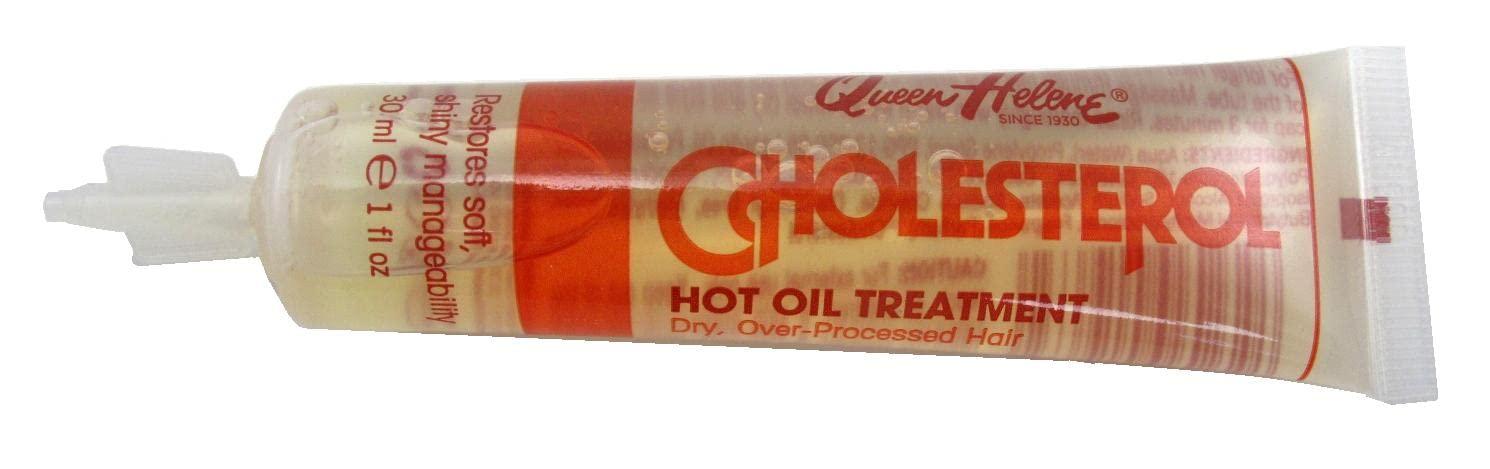 Queen Helene®
SINCE 1930
CHOLESTEROL
HOT OIL TREATMENT
Dry, Over-Processed Hair
Restores soft,
shiny manageability
30 ml e 1 fl oz